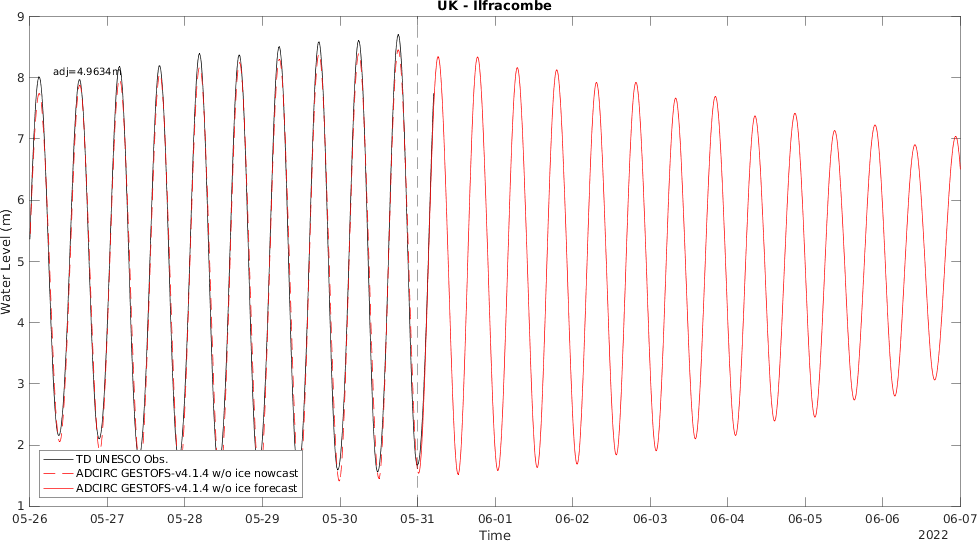 UK - Ilfracombe
9
8
7
6
5
4
3
2
1
Water Level (m)
adj=4.9634m
TD UNESCO Obs.
ADCIRC GESTOFS-v4.1.4 w/o ice nowcast
ADCIRC GESTOFS-v4.1.4 w/o ice forecast
05-26 05-27 05-28 05-29 05-30 05-31 06-01 06-02 06-03 06-04 06-05 06-06 06-07
Time
2022